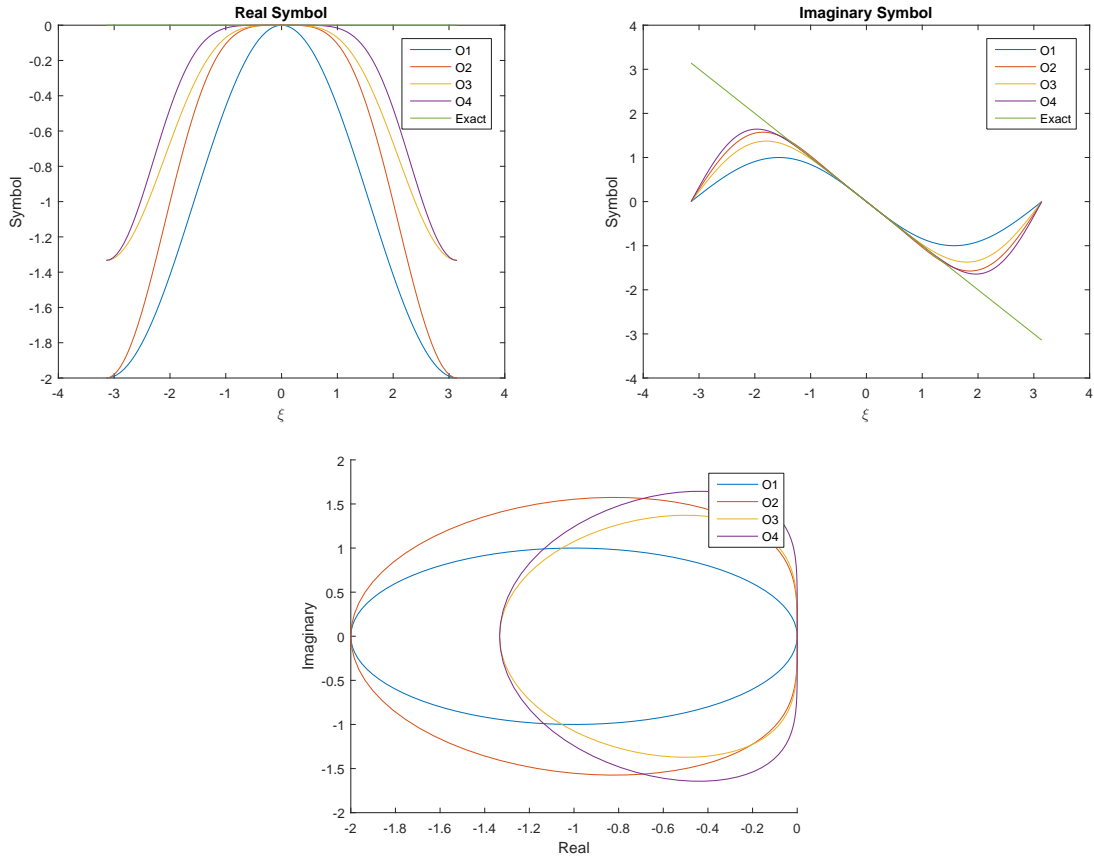 Real Symbol
0
-0.2
-0.4
-0.6
-0.8
-1
-1.2
-1.4
-1.6
-1.8
-2
Symbol
-4 -3 -2 -1 0 1 2 3 4
ξ
O1
O2
O3
O4
Exact
Imaginary Symbol
4
3
2
1
0
-1
-2
-3
-4
Symbol
-4 -3 -2 -1 0 1 2 3 4
ξ
O1
O2
O3
O4
Exact
2
1.5
1
0.5
0
-0.5
-1
-1.5
-2
Imaginary
-2 -1.8 -1.6 -1.4 -1.2 -1 -0.8 -0.6 -0.4 -0.2 0
Real
O1
O2
O3
O4